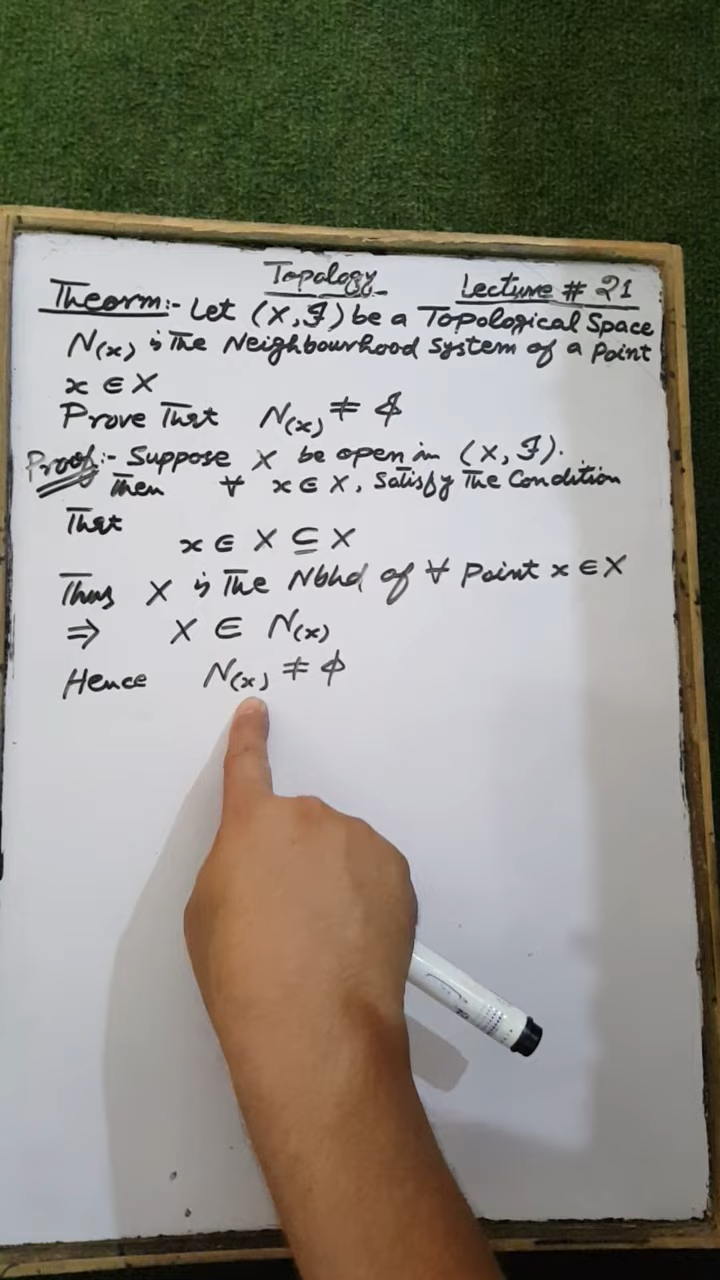 Topology
Lecture # 21
Theorm:- Let (X, ℑ) be a Topological Space
N(x) is The Neighbourhood System of a Point
x ∈ X
Prove That N(x) ≠ ϕ
Proof:- Suppose X be open in (X, ℑ).
Then ∀ x ∈ X, Satisfy The Condition
That
x ∈ X ⊆ X
Thus X is The Nbhd of ∀ Point x ∈ X
⇒ X ∈ N(x)
Hence N(x) ≠ ϕ